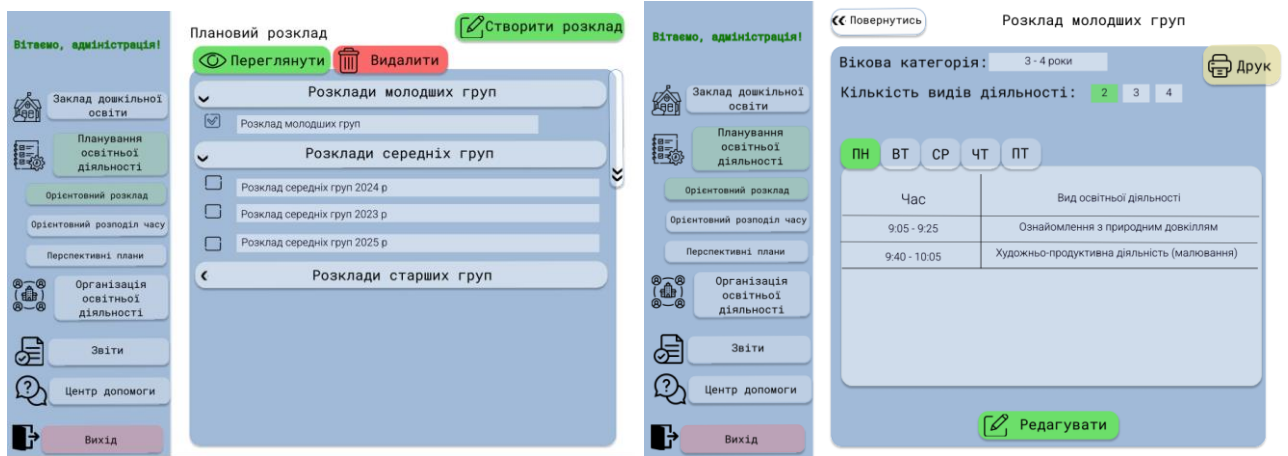 Вітаємо, адміністрація!
Заклад дошкільної
освіти
Планування
освітньої
діяльності
Орієнтовний розклад
Орієнтовний розподіл часу
Перспективні плани
Організація
освітньої
діяльності
Звіти
Центр допомоги
Вихід
Плановий розклад
Створити розклад
Переглянути
Видалити
Розклади молодших груп
Розклад молодших груп
Розклади середніх груп
Розклад середніх груп 2024 р
Розклад середніх груп 2023 р
Розклад середніх груп 2025 р
Розклади старших груп
Вітаємо, адміністрація!
Заклад дошкільної
освіти
Планування
освітньої
діяльності
Орієнтовний розклад
Орієнтовний розподіл часу
Перспективні плани
Організація
освітньої
діяльності
Звіти
Центр допомоги
Вихід
Повернутись
Розклад молодших груп
Вікова категорія: 3 - 4 роки
Друк
Кількість видів діяльності: 2 3 4
ПН ВТ СР ЧТ ПТ
Час Вид освітньої діяльності
9:05 - 9:25 Ознайомлення з природним довкіллям
9:40 - 10:05 Художньо-продуктивна діяльність (малювання)
Редагувати